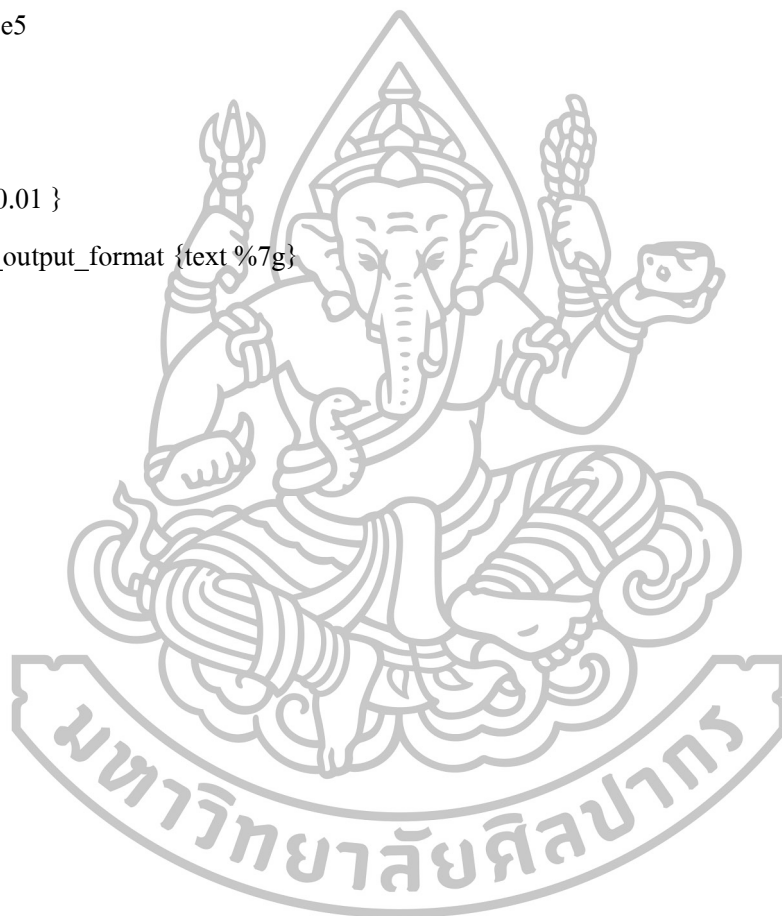 e5
0.01 }
_output_format {text %7g}
มหาวิทยาลัยศิลปากร